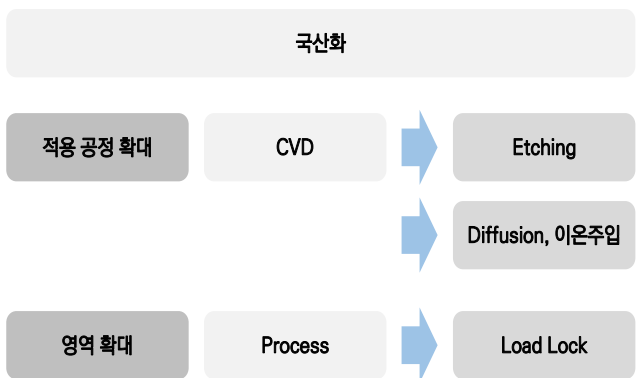 국산화
적용 공정 확대
CVD
Etching
Diffusion, 이온주입
영역 확대
Process
Load Lock